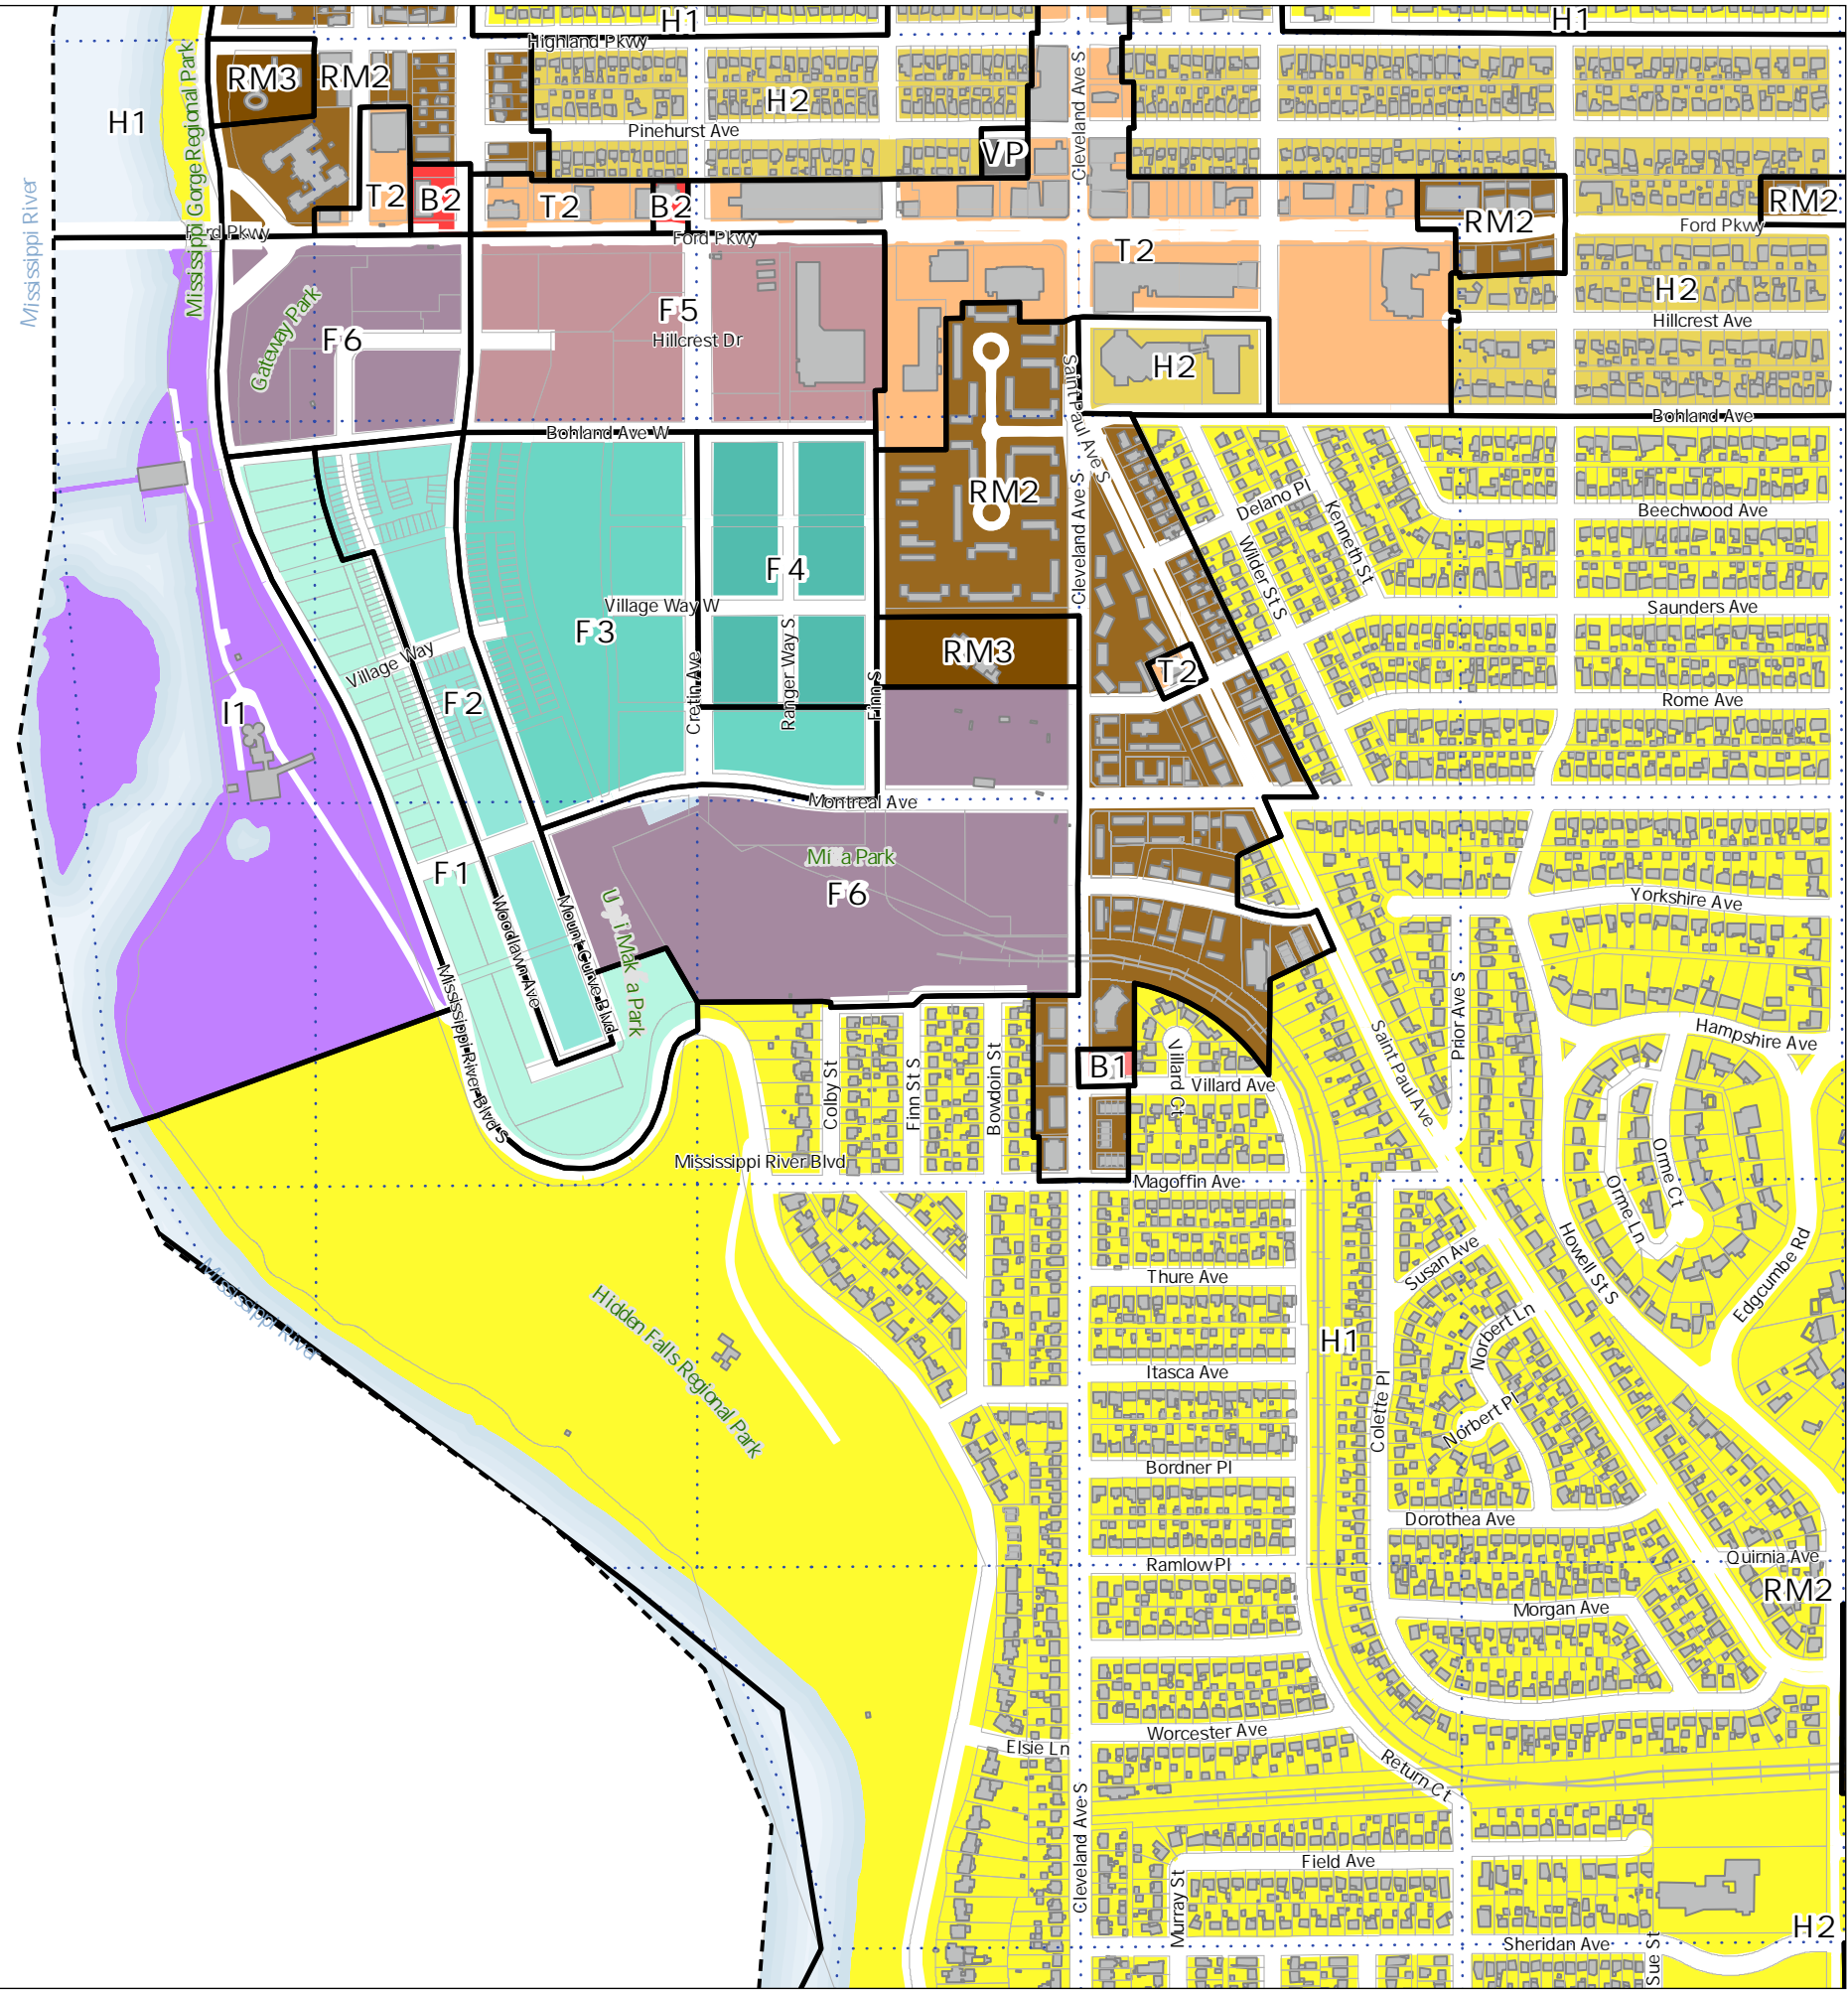 H1
H1
Highland Pkwy
RM3
RM2
H2
H1
Mississippi Gorge Regional Park
Cleveland Ave S
Pinehurst Ave
VP
T2
B2
T2
B2
RM2
RM2
Mississippi River
Ford Pkwy
Ford Pkwy
Ford Pkwy
T2
Gateway Park
F6
F5
Hillcrest Dr
H2
Hillcrest Ave
H2
Saint Paul Ave S
Bohland Ave
Bohland Ave W
RM2
Delano Pl
Kenneth St
Beechwood Ave
Wilder St S
Cleveland Ave S
F4
Village Way W
F3
Saunders Ave
Ranger Way S
RM3
Village Way
Cretin Ave
Finn S
T2
Rome Ave
F2
I1
Montreal Ave
F1
F6
Woodlawn Ave
Mount Curve Blvd
Yorkshire Ave
Mississippi River Blvd S
Prior Ave S
Saint Paul Ave
Hampshire Ave
Colby St
Finn St S
Bowdoin St
B1
Villard Ct
Villard Ave
Mississippi River Blvd
Magoffin Ave
Orme Ct
Orme Ln
Howell St S
Edgcumbe Rd
Susan Ave
Thure Ave
Norbert Ln
Hidden Falls Regional Park
H1
Itasca Ave
Colette Pl
Norbert Pl
Bordner Pl
Dorothea Ave
Ramlow Pl
Quirnia Ave
RM2
Morgan Ave
Worcester Ave
Elsie Ln
Return Ct
Cleveland Ave S
Field Ave
Murray St
H2
Sheridan Ave
Sue St